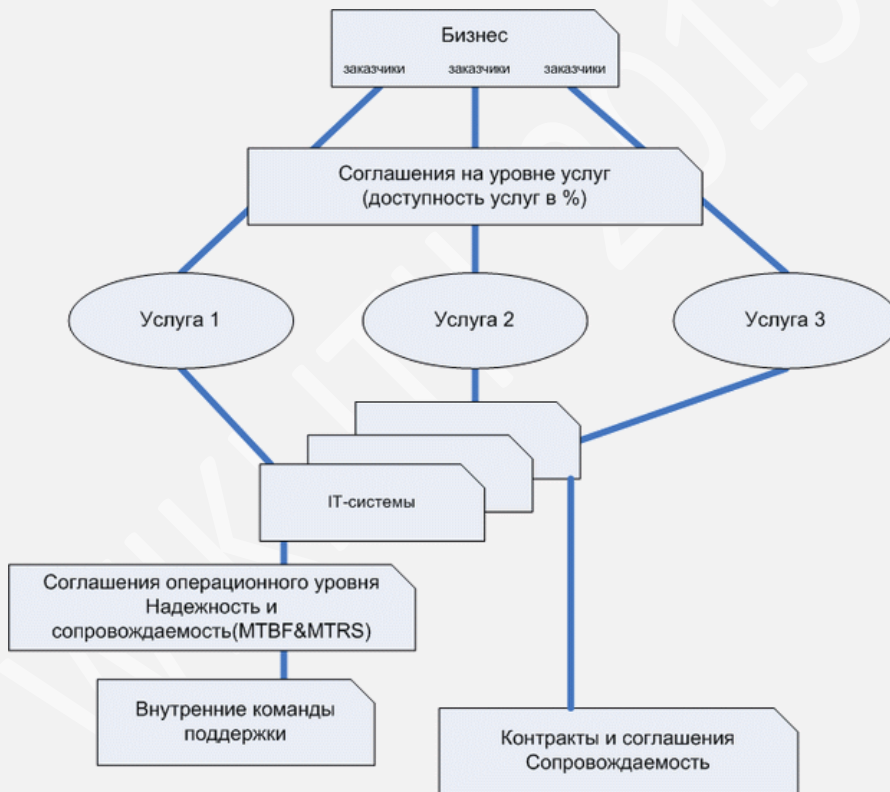 Бизнес
заказчики заказчики заказчики
Соглашения на уровне услуг
(доступность услуг в %)
Услуга 1
Услуга 2
Услуга 3
IT-системы
Соглашения операционного уровня
Надежность и
сопровождаемость(MTBF&MTRS)
Внутренние команды
поддержки
Контракты и соглашения
Сопровождаемость